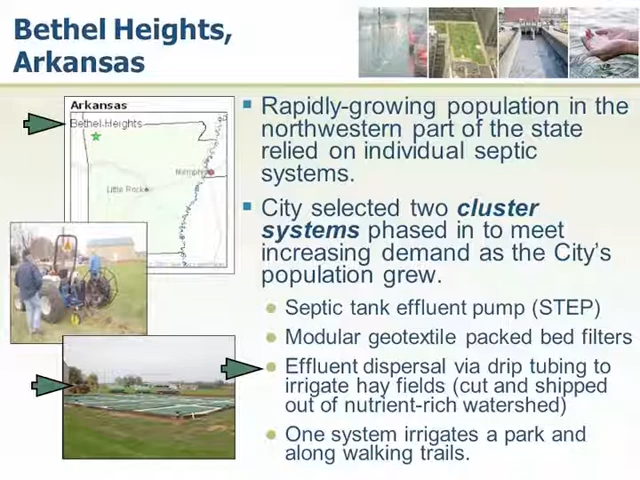 Bethel Heights,
Arkansas
Arkansas
Bethel Heights
Memphis
Little Rock
Rapidly-growing population in the
northwestern part of the state
relied on individual septic
systems.
City selected two cluster
systems phased in to meet
increasing demand as the City's
population grew.
Septic tank effluent pump (STEP)
Modular geotextile packed bed filters
Effluent dispersal via drip tubing to
irrigate hay fields (cut and shipped
out of nutrient-rich watershed)
One system irrigates a park and
along walking trails.